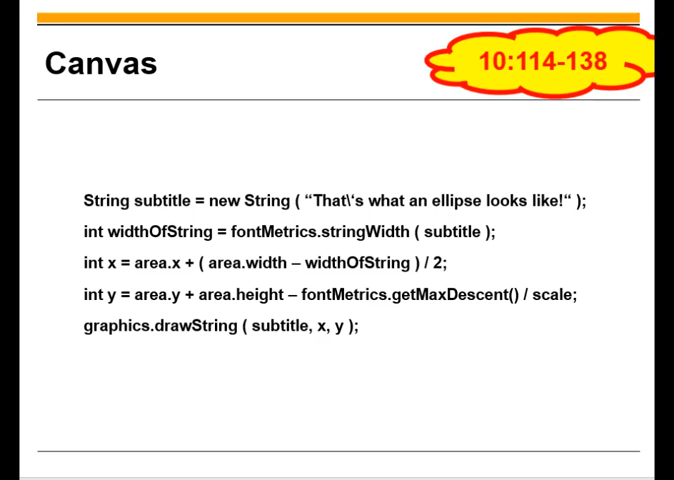 Canvas
10:114-138
String subtitle = new String ( “That\‘s what an ellipse looks like!“ );
int widthOfString = fontMetrics.stringWidth ( subtitle );
int x = area.x + ( area.width – widthOfString ) / 2;
int y = area.y + area.height – fontMetrics.getMaxDescent() / scale;
graphics.drawString ( subtitle, x, y );